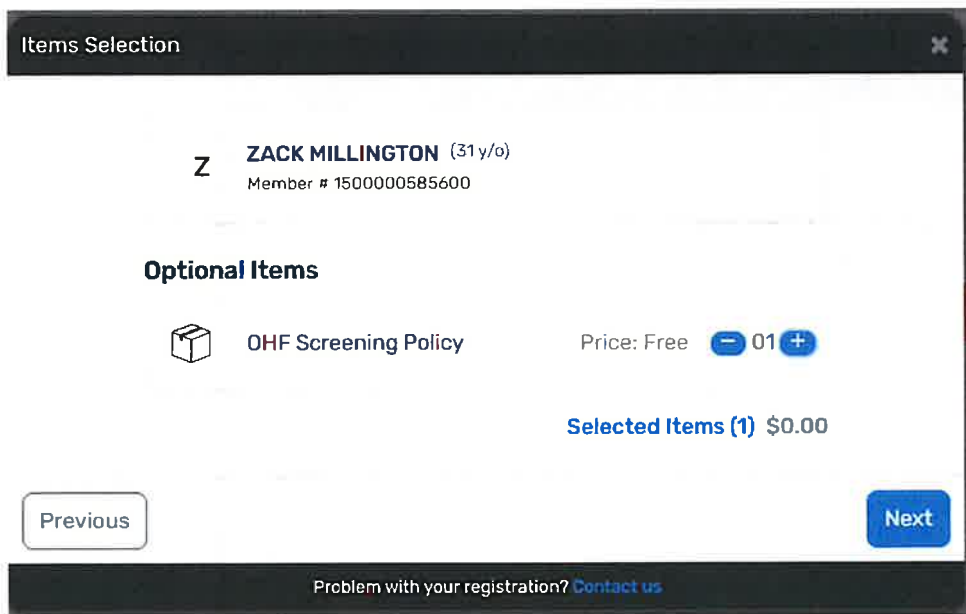 Items Selection ×
Z ZACK MILLINGTON (31 y/o)
Member # 1500000585600
Optional Items
OHF Screening Policy Price: Free − 01 +
Selected Items (1) $0.00
Previous Next
Problem with your registration? Contact us